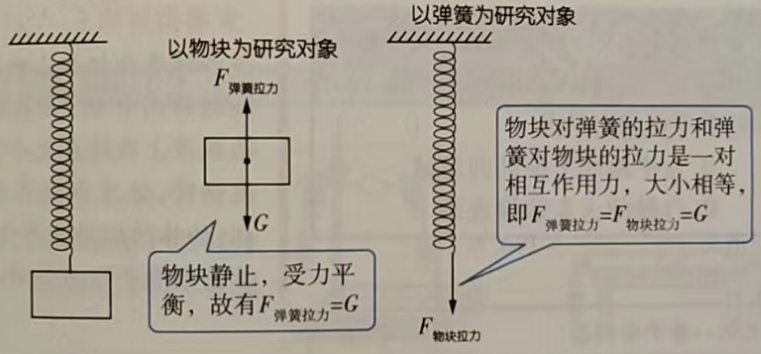 以物块为研究对象
F弹簧拉力
G
物块静止，受力平
衡，故有F弹簧拉力=G
以弹簧为研究对象
物块对弹簧的拉力和弹
簧对物块的拉力是一对
相互作用力，大小相等，
即F弹簧拉力=F物块拉力=G
F物块拉力